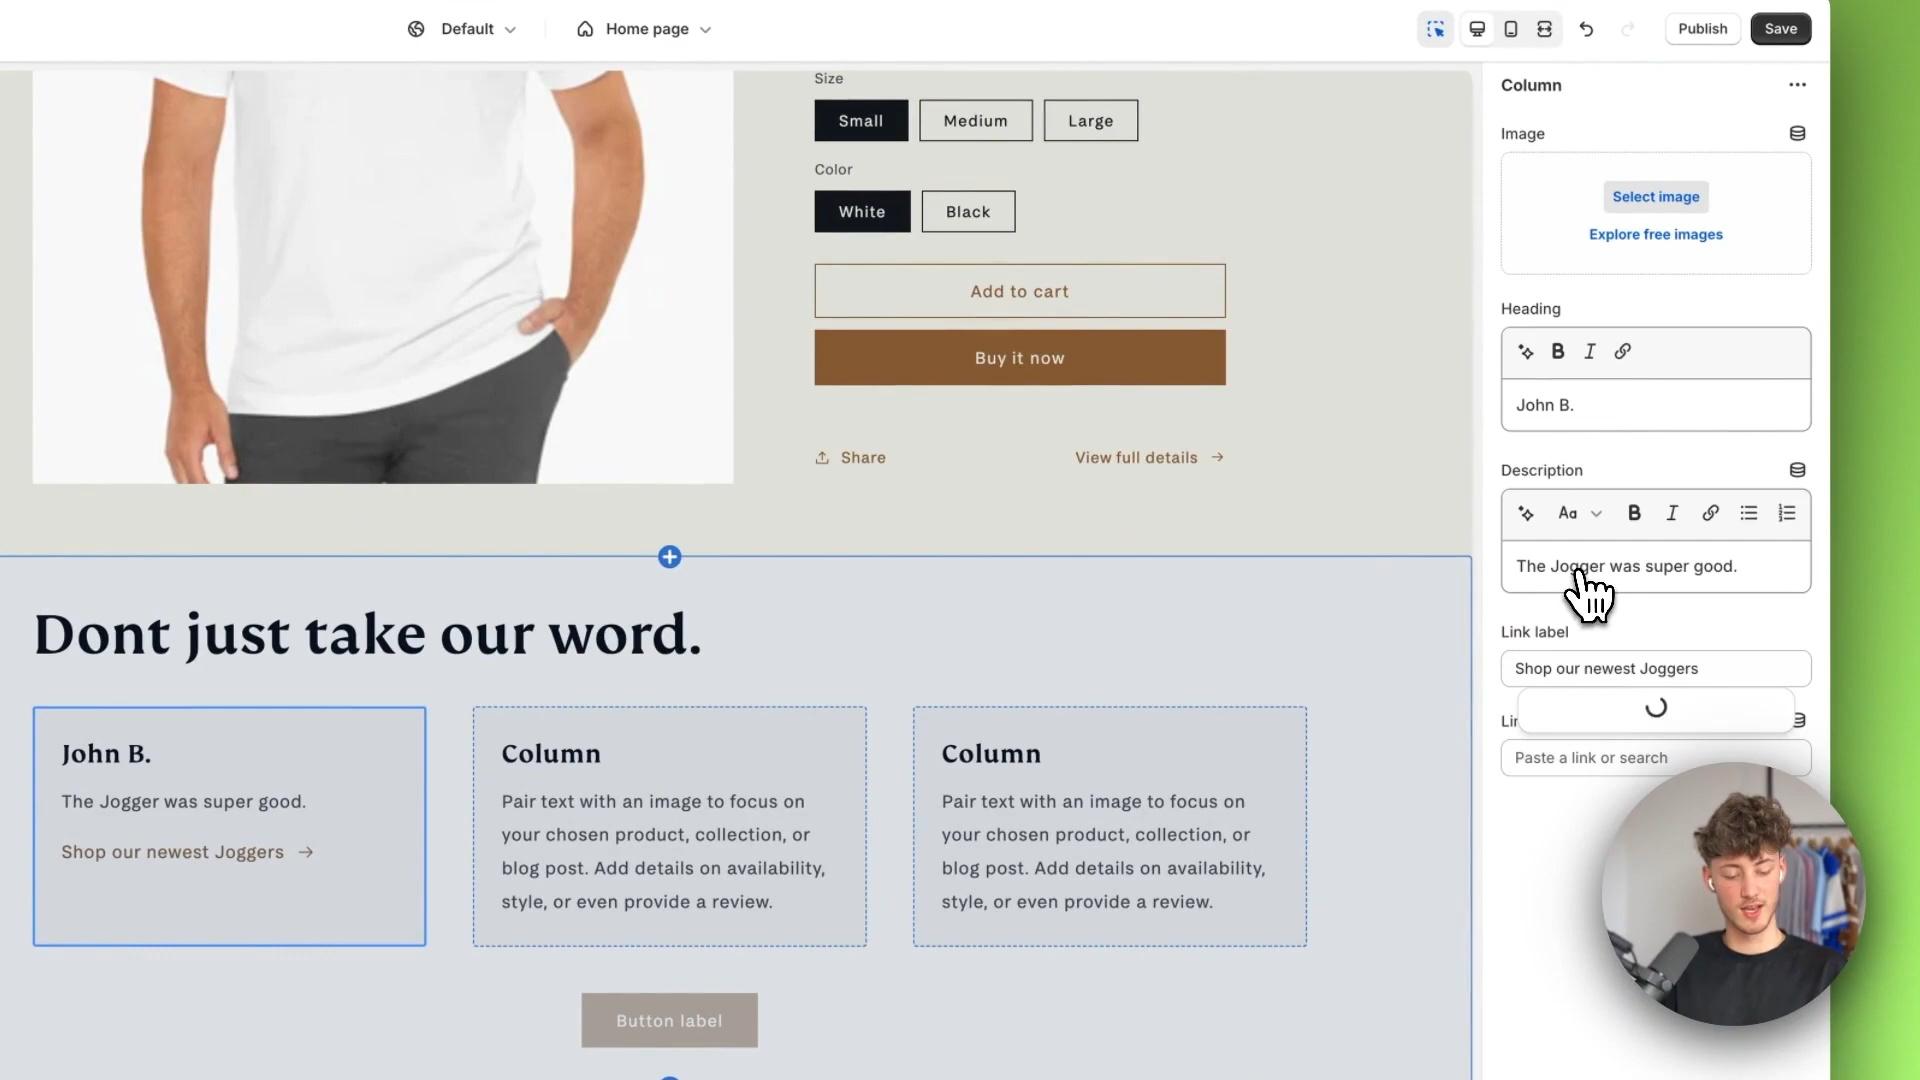 Default
Home page
Publish
Save
Size
Small
Medium
Large
Color
White
Black
Add to cart
Buy it now
Share
View full details
Dont just take our word.
John B.
The Jogger was super good.
Shop our newest Joggers
Column
Pair text with an image to focus on
your chosen product, collection, or
blog post. Add details on availability,
style, or even provide a review.
Column
Pair text with an image to focus on
your chosen product, collection, or
blog post. Add details on availability,
style, or even provide a review.
Button label
Column
Image
Select image
Explore free images
Heading
B I
John B.
Description
Aa B I
The Jogger was super good.
Link label
Shop our newest Joggers
Paste a link or search